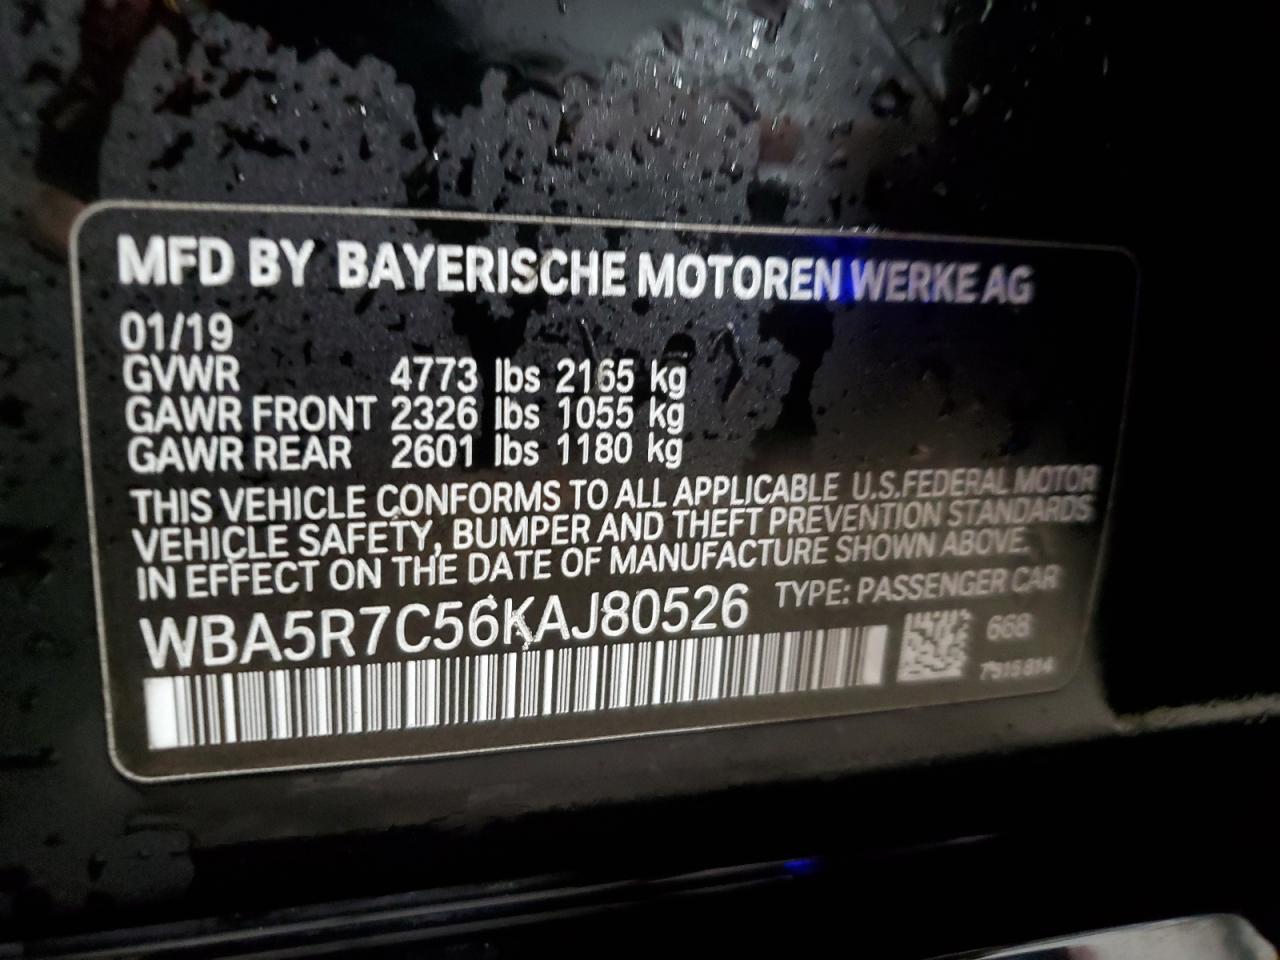 MFD BY BAYERISCHE MOTOREN WERKE AG
01/19
GVWR 4773 lbs 2165 kg
GAWR FRONT 2326 lbs 1055 kg
GAWR REAR 2601 lbs 1180 kg
THIS VEHICLE CONFORMS TO ALL APPLICABLE U.S.FEDERAL MOTOR
VEHICLE SAFETY, BUMPER AND THEFT PREVENTION STANDARDS
IN EFFECT ON THE DATE OF MANUFACTURE SHOWN ABOVE.
WBA5R7C56KAJ80526 TYPE: PASSENGER CAR
668